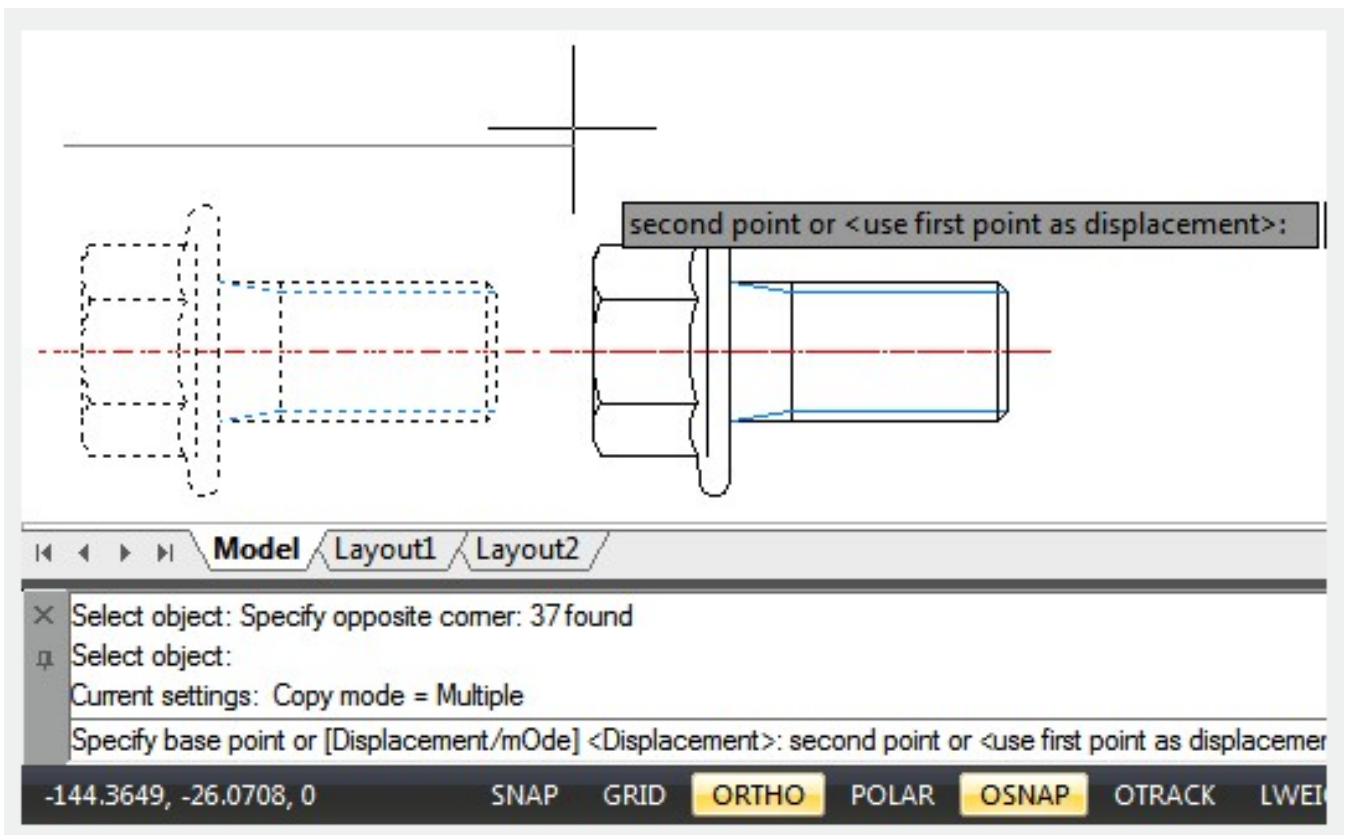 second point or <use first point as displacement>:
Model Layout1 Layout2
Select object: Specify opposite corner: 37 found
Select object:
Current settings:  Copy mode = Multiple
Specify base point or [Displacement/mOde] <Displacement>: second point or <use first point as displacemer
-144.3649, -26.0708, 0 SNAP GRID ORTHO POLAR OSNAP OTRACK LWEI